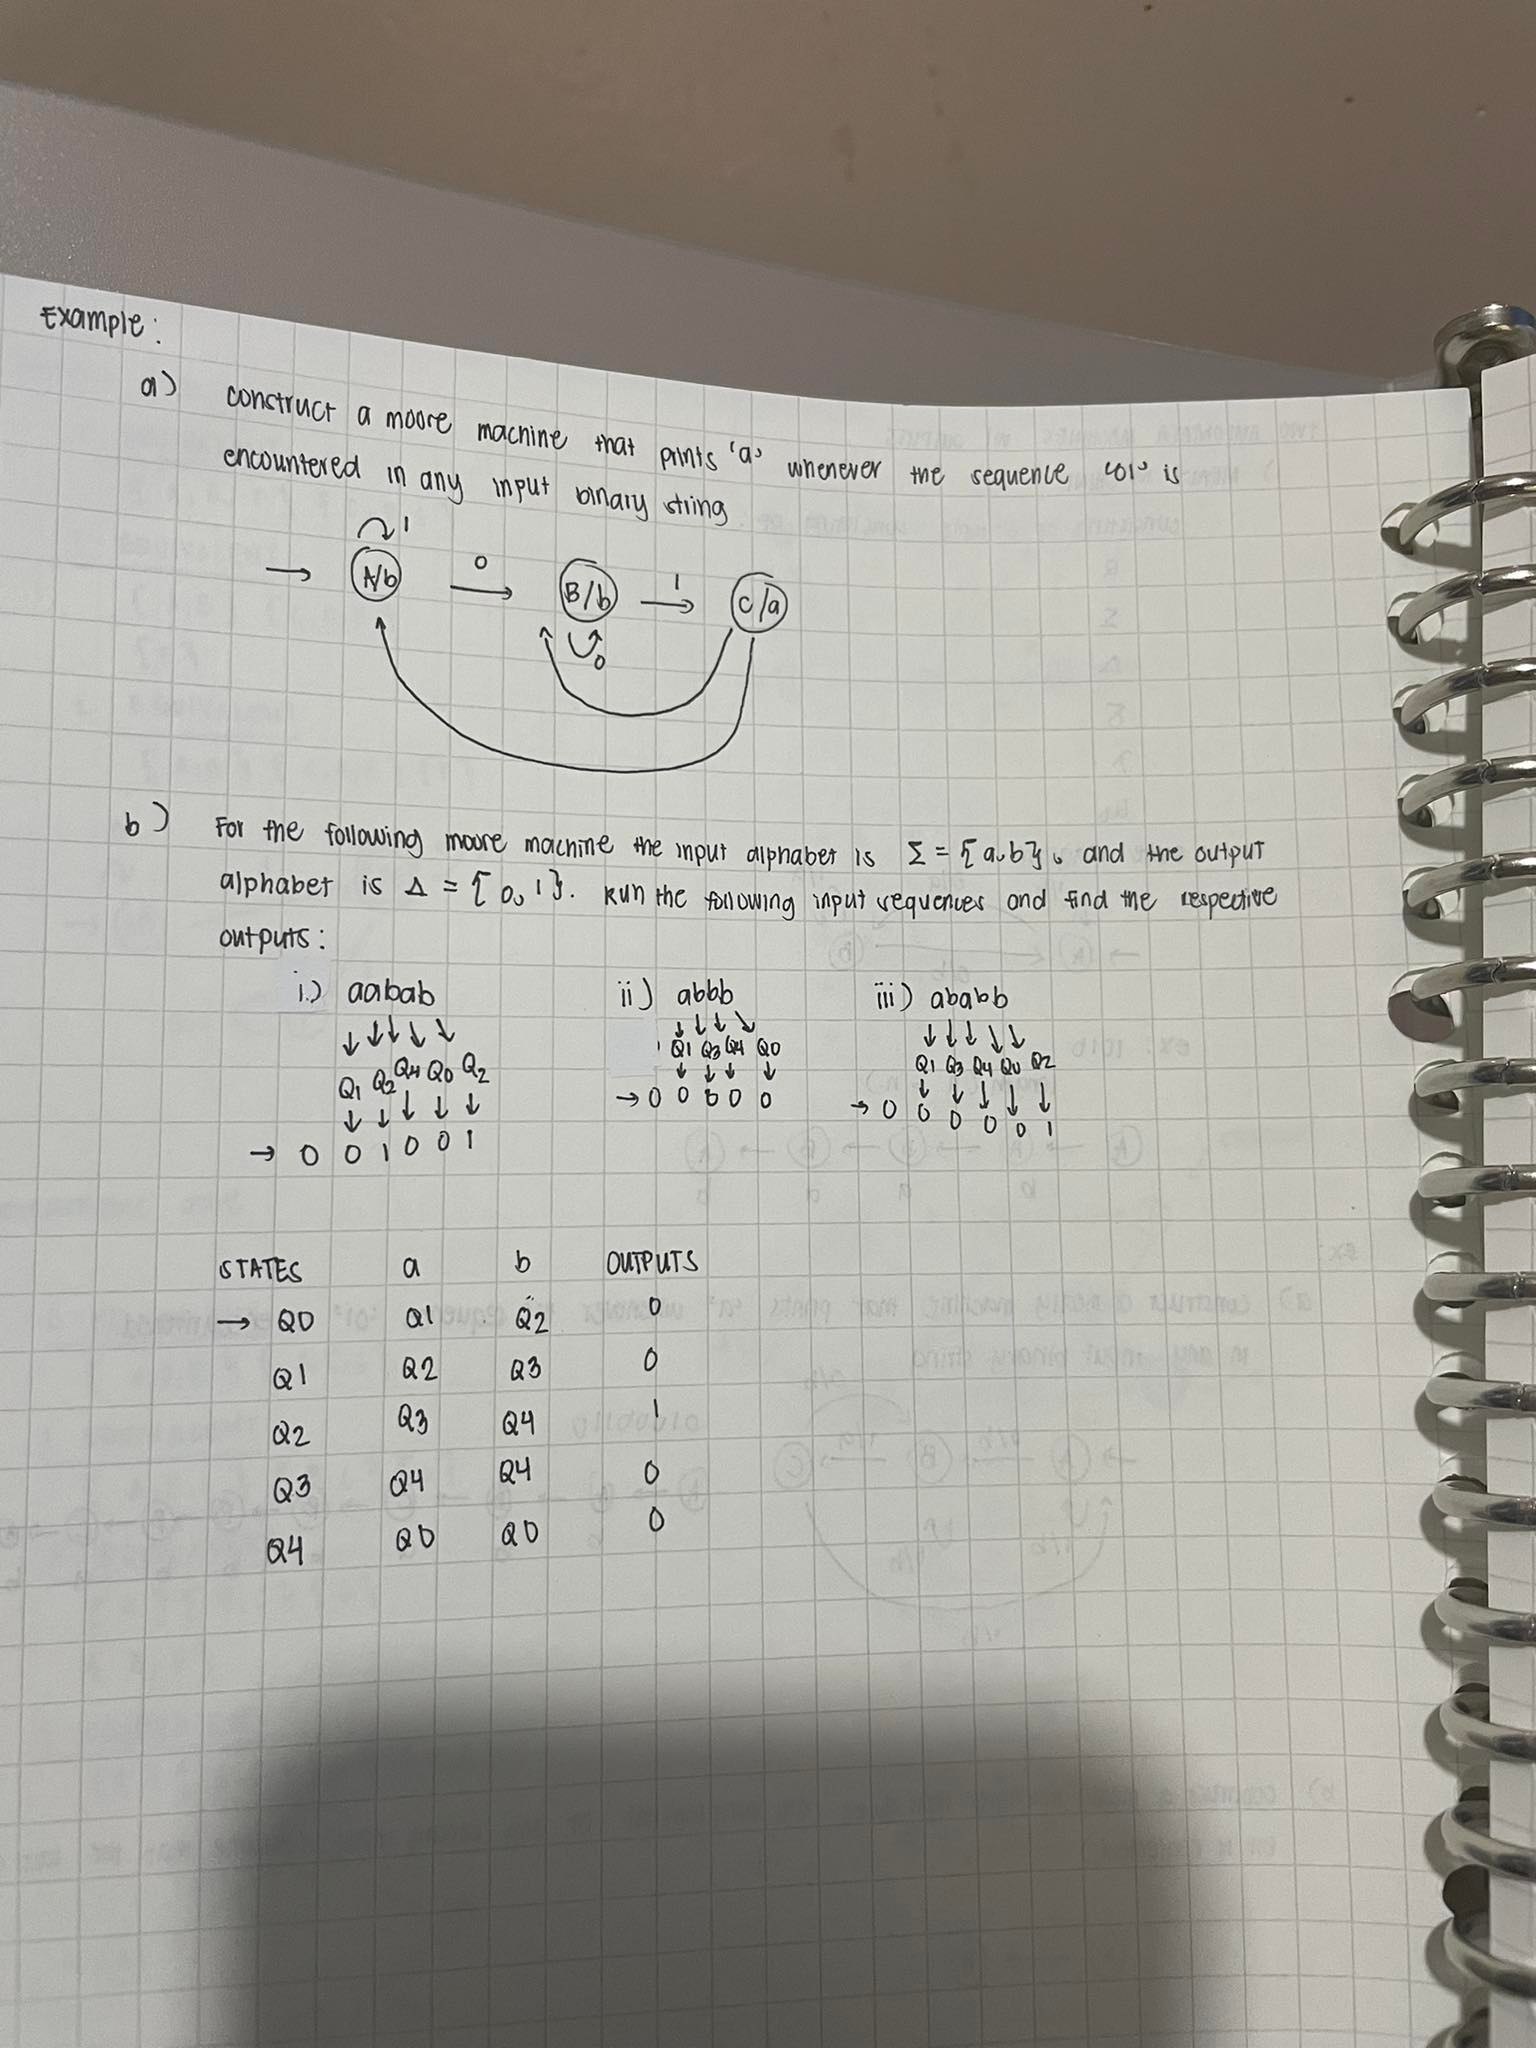 Example:
a) construct a moore machine that prints 'a' whenever the sequence '01' is
encountered in any input binary string
1
0
1
A/b
B/b
C/a
0
b) For the following moore machine the input alphabet is Σ = {a,b}, and the output
alphabet is Δ = {0,1}. Run the following input sequences and find the respective
outputs:
i.) aabab
Q1 Q2 Q4 Q0 Q2
→ 0 0 1 0 0 1
ii) abbb
Q1 Q3 Q4 Q0
→ 0 0 0 0 0
iii) ababb
Q1 Q3 Q4 Q0 Q2
→ 0 0 0 0 0 1
STATES a b OUTPUTS
→ Q0 Q1 Q2 0
Q1 Q2 Q3 0
Q2 Q3 Q4 1
Q3 Q4 Q4 0
Q4 Q0 Q0 0